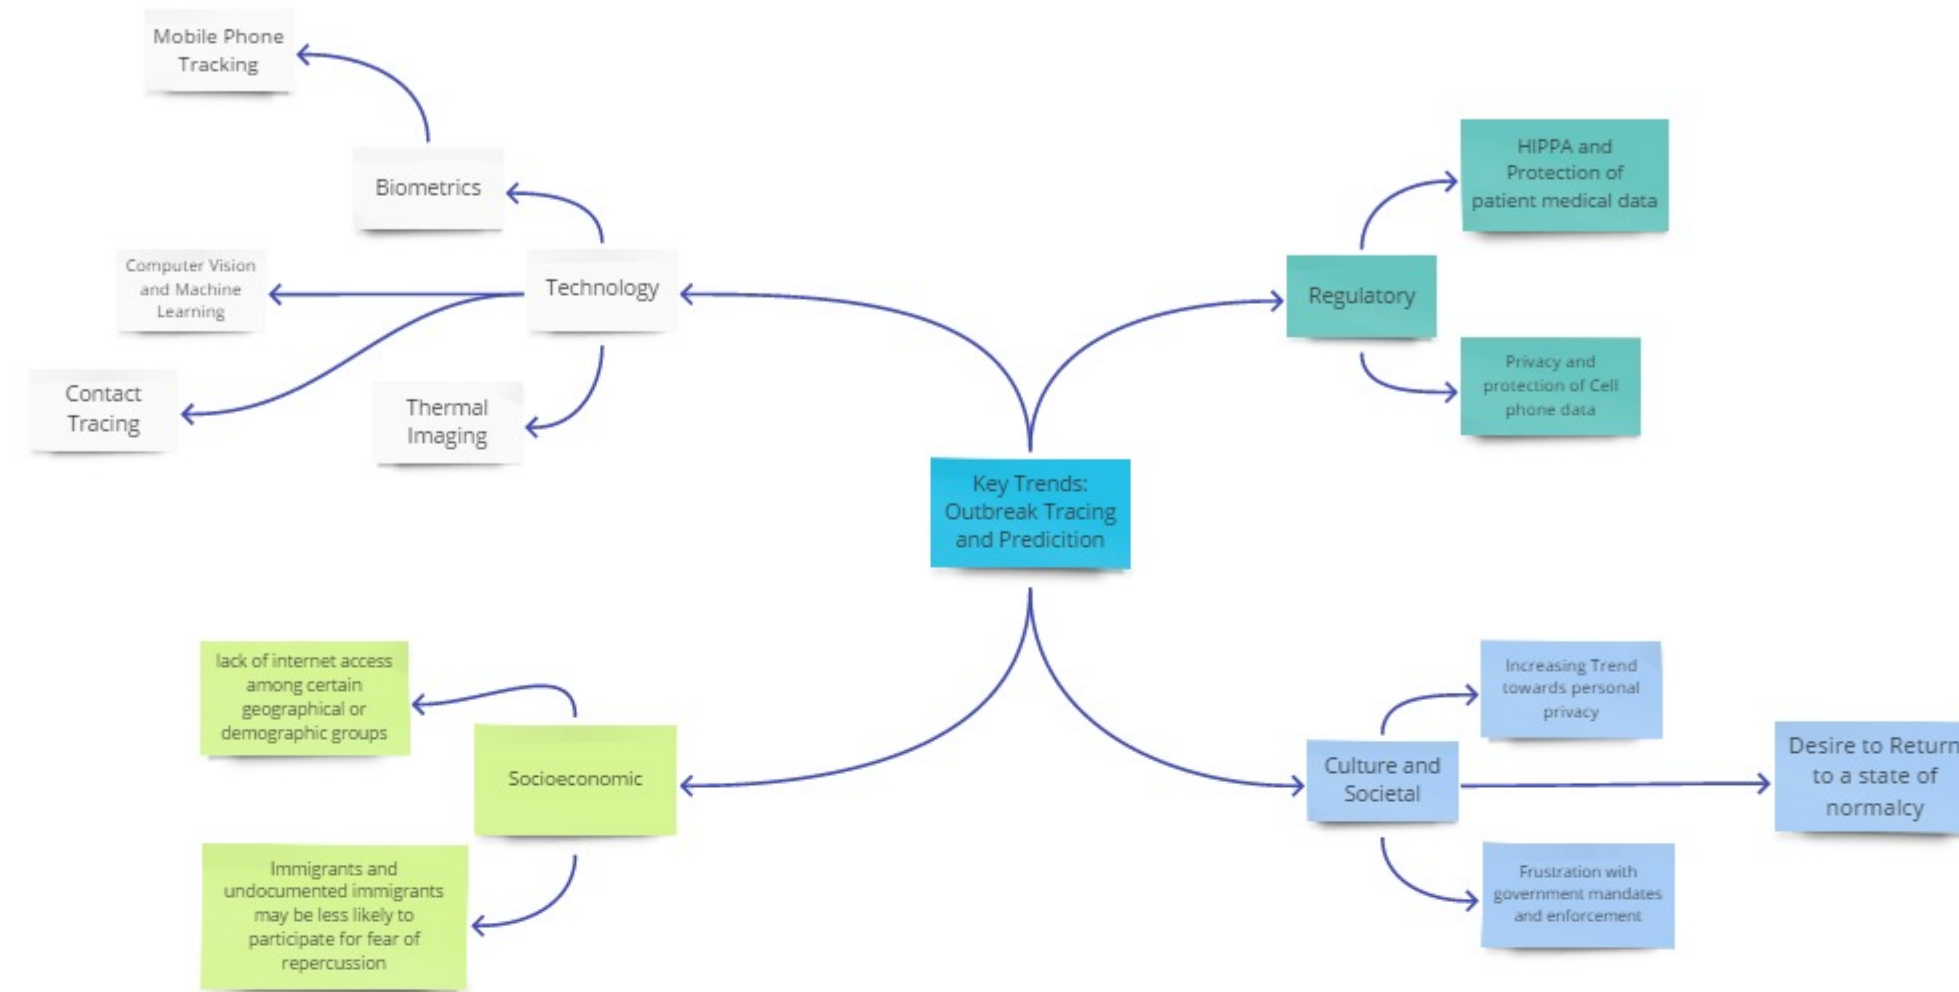 Mobile Phone
Tracking
Biometrics
Computer Vision
and Machine
Learning
Technology
Contact
Tracing
Thermal
Imaging
HIPPA and
Protection of
patient medical data
Regulatory
Privacy and
protection of Cell
phone data
Key Trends:
Outbreak Tracing
and Predicition
lack of internet access
among certain
geographical or
demographic groups
Socioeconomic
Immigrants and
undocumented immigrants
may be less likely to
participate for fear of
repercussion
Increasing Trend
towards personal
privacy
Culture and
Societal
Desire to Return
to a state of
normalcy
Frustration with
government mandates
and enforcement